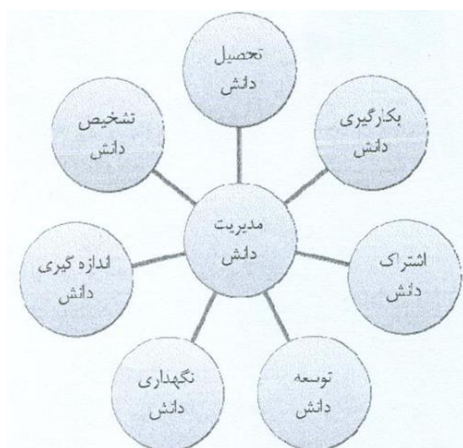 تحصیل
دانش
بکارگیری
دانش
تشخیص
دانش
مدیریت
دانش
اشتراک
دانش
اندازه گیری
دانش
توسعه
دانش
نگهداری
دانش